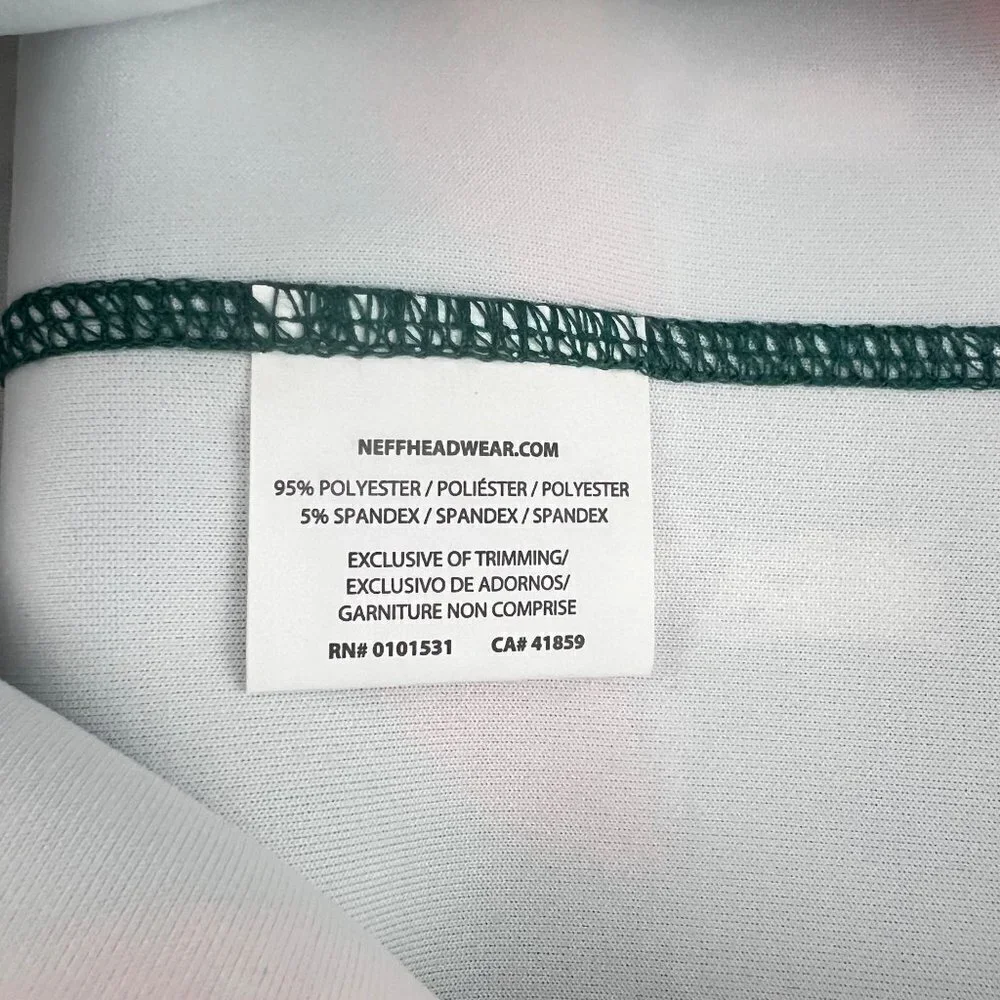 NEFFHEADWEAR.COM
95% POLYESTER / POLIÉSTER / POLYESTER
5% SPANDEX / SPANDEX / SPANDEX
EXCLUSIVE OF TRIMMING/
EXCLUSIVO DE ADORNOS/
GARNITURE NON COMPRISE
RN# 0101531 CA# 41859